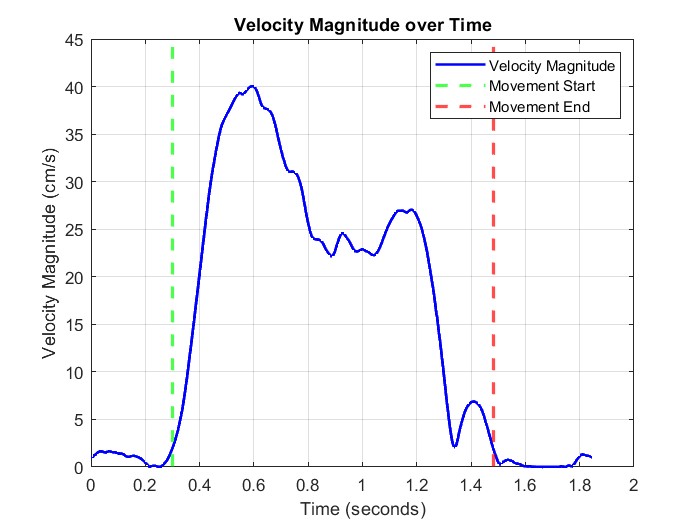 Velocity Magnitude over Time
45
40
35
30
25
20
15
10
5
0
Velocity Magnitude (cm/s)
Velocity Magnitude
Movement Start
Movement End
0 0.2 0.4 0.6 0.8 1 1.2 1.4 1.6 1.8 2
Time (seconds)